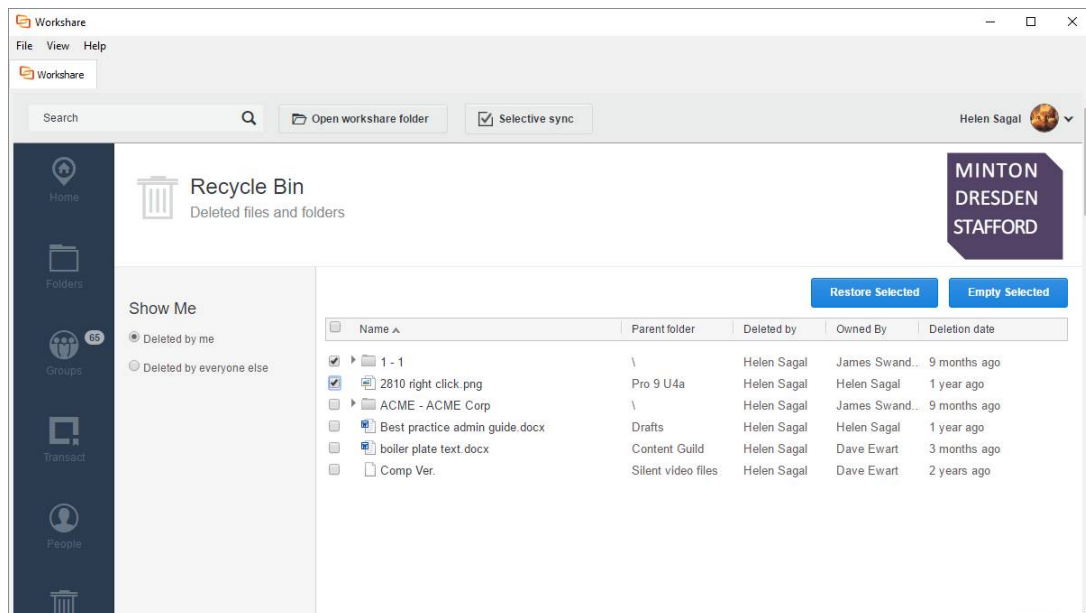 Workshare
File View Help
Workshare
Search
Open workshare folder
Selective sync
Helen Sagal
Home
Folders
Groups
65
Transact
People
Recycle Bin
Deleted files and folders
MINTON
DRESDEN
STAFFORD
Show Me
Deleted by me
Deleted by everyone else
Restore Selected
Empty Selected
Name Parent folder Deleted by Owned By Deletion date
1 - 1 \ Helen Sagal James Swand... 9 months ago
2810 right click.png Pro 9 U4a Helen Sagal Helen Sagal 1 year ago
ACME - ACME Corp \ Helen Sagal James Swand... 9 months ago
Best practice admin guide.docx Drafts Helen Sagal Helen Sagal 1 year ago
boiler plate text.docx Content Guild Helen Sagal Dave Ewart 3 months ago
Comp Ver. Silent video files Helen Sagal Dave Ewart 2 years ago